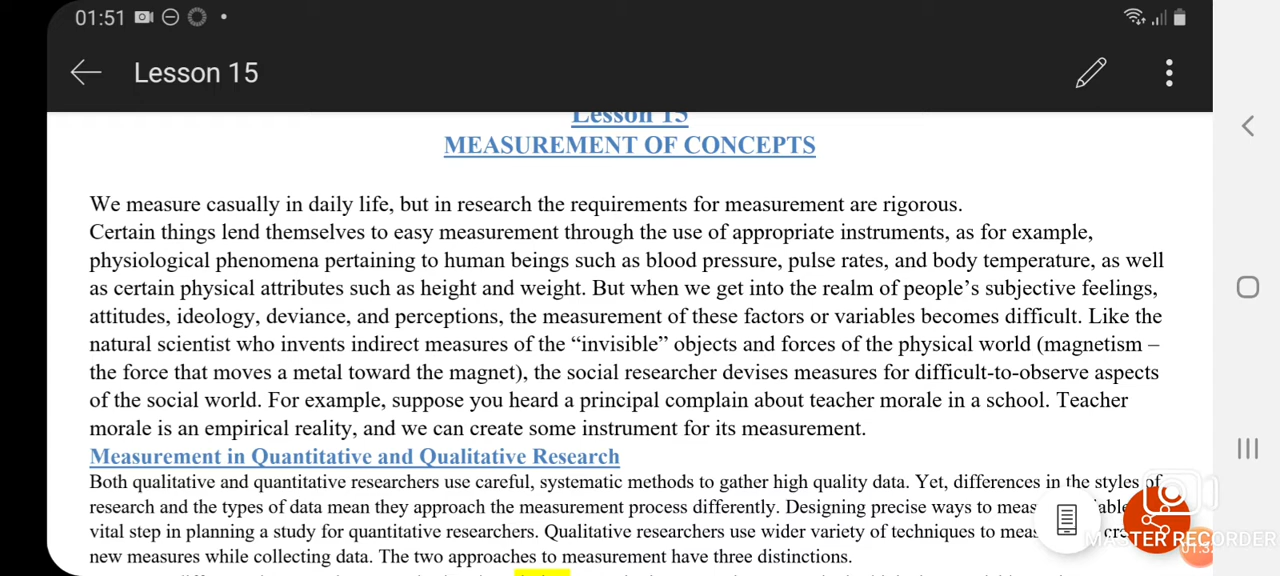 01:51
Lesson 15
Lesson 15
MEASUREMENT OF CONCEPTS
We measure casually in daily life, but in research the requirements for measurement are rigorous.
Certain things lend themselves to easy measurement through the use of appropriate instruments, as for example,
physiological phenomena pertaining to human beings such as blood pressure, pulse rates, and body temperature, as well
as certain physical attributes such as height and weight. But when we get into the realm of people's subjective feelings,
attitudes, ideology, deviance, and perceptions, the measurement of these factors or variables becomes difficult. Like the
natural scientist who invents indirect measures of the “invisible” objects and forces of the physical world (magnetism –
the force that moves a metal toward the magnet), the social researcher devises measures for difficult-to-observe aspects
of the social world. For example, suppose you heard a principal complain about teacher morale in a school. Teacher
morale is an empirical reality, and we can create some instrument for its measurement.
Measurement in Quantitative and Qualitative Research
Both qualitative and quantitative researchers use careful, systematic methods to gather high quality data. Yet, differences in the styles of
research and the types of data mean they approach the measurement process differently. Designing precise ways to
vital step in planning a study for quantitative researchers. Qualitative researchers use wider variety of techniques to
new measures while collecting data. The two approaches to measurement have three distinctions.
MASTER RECORDER